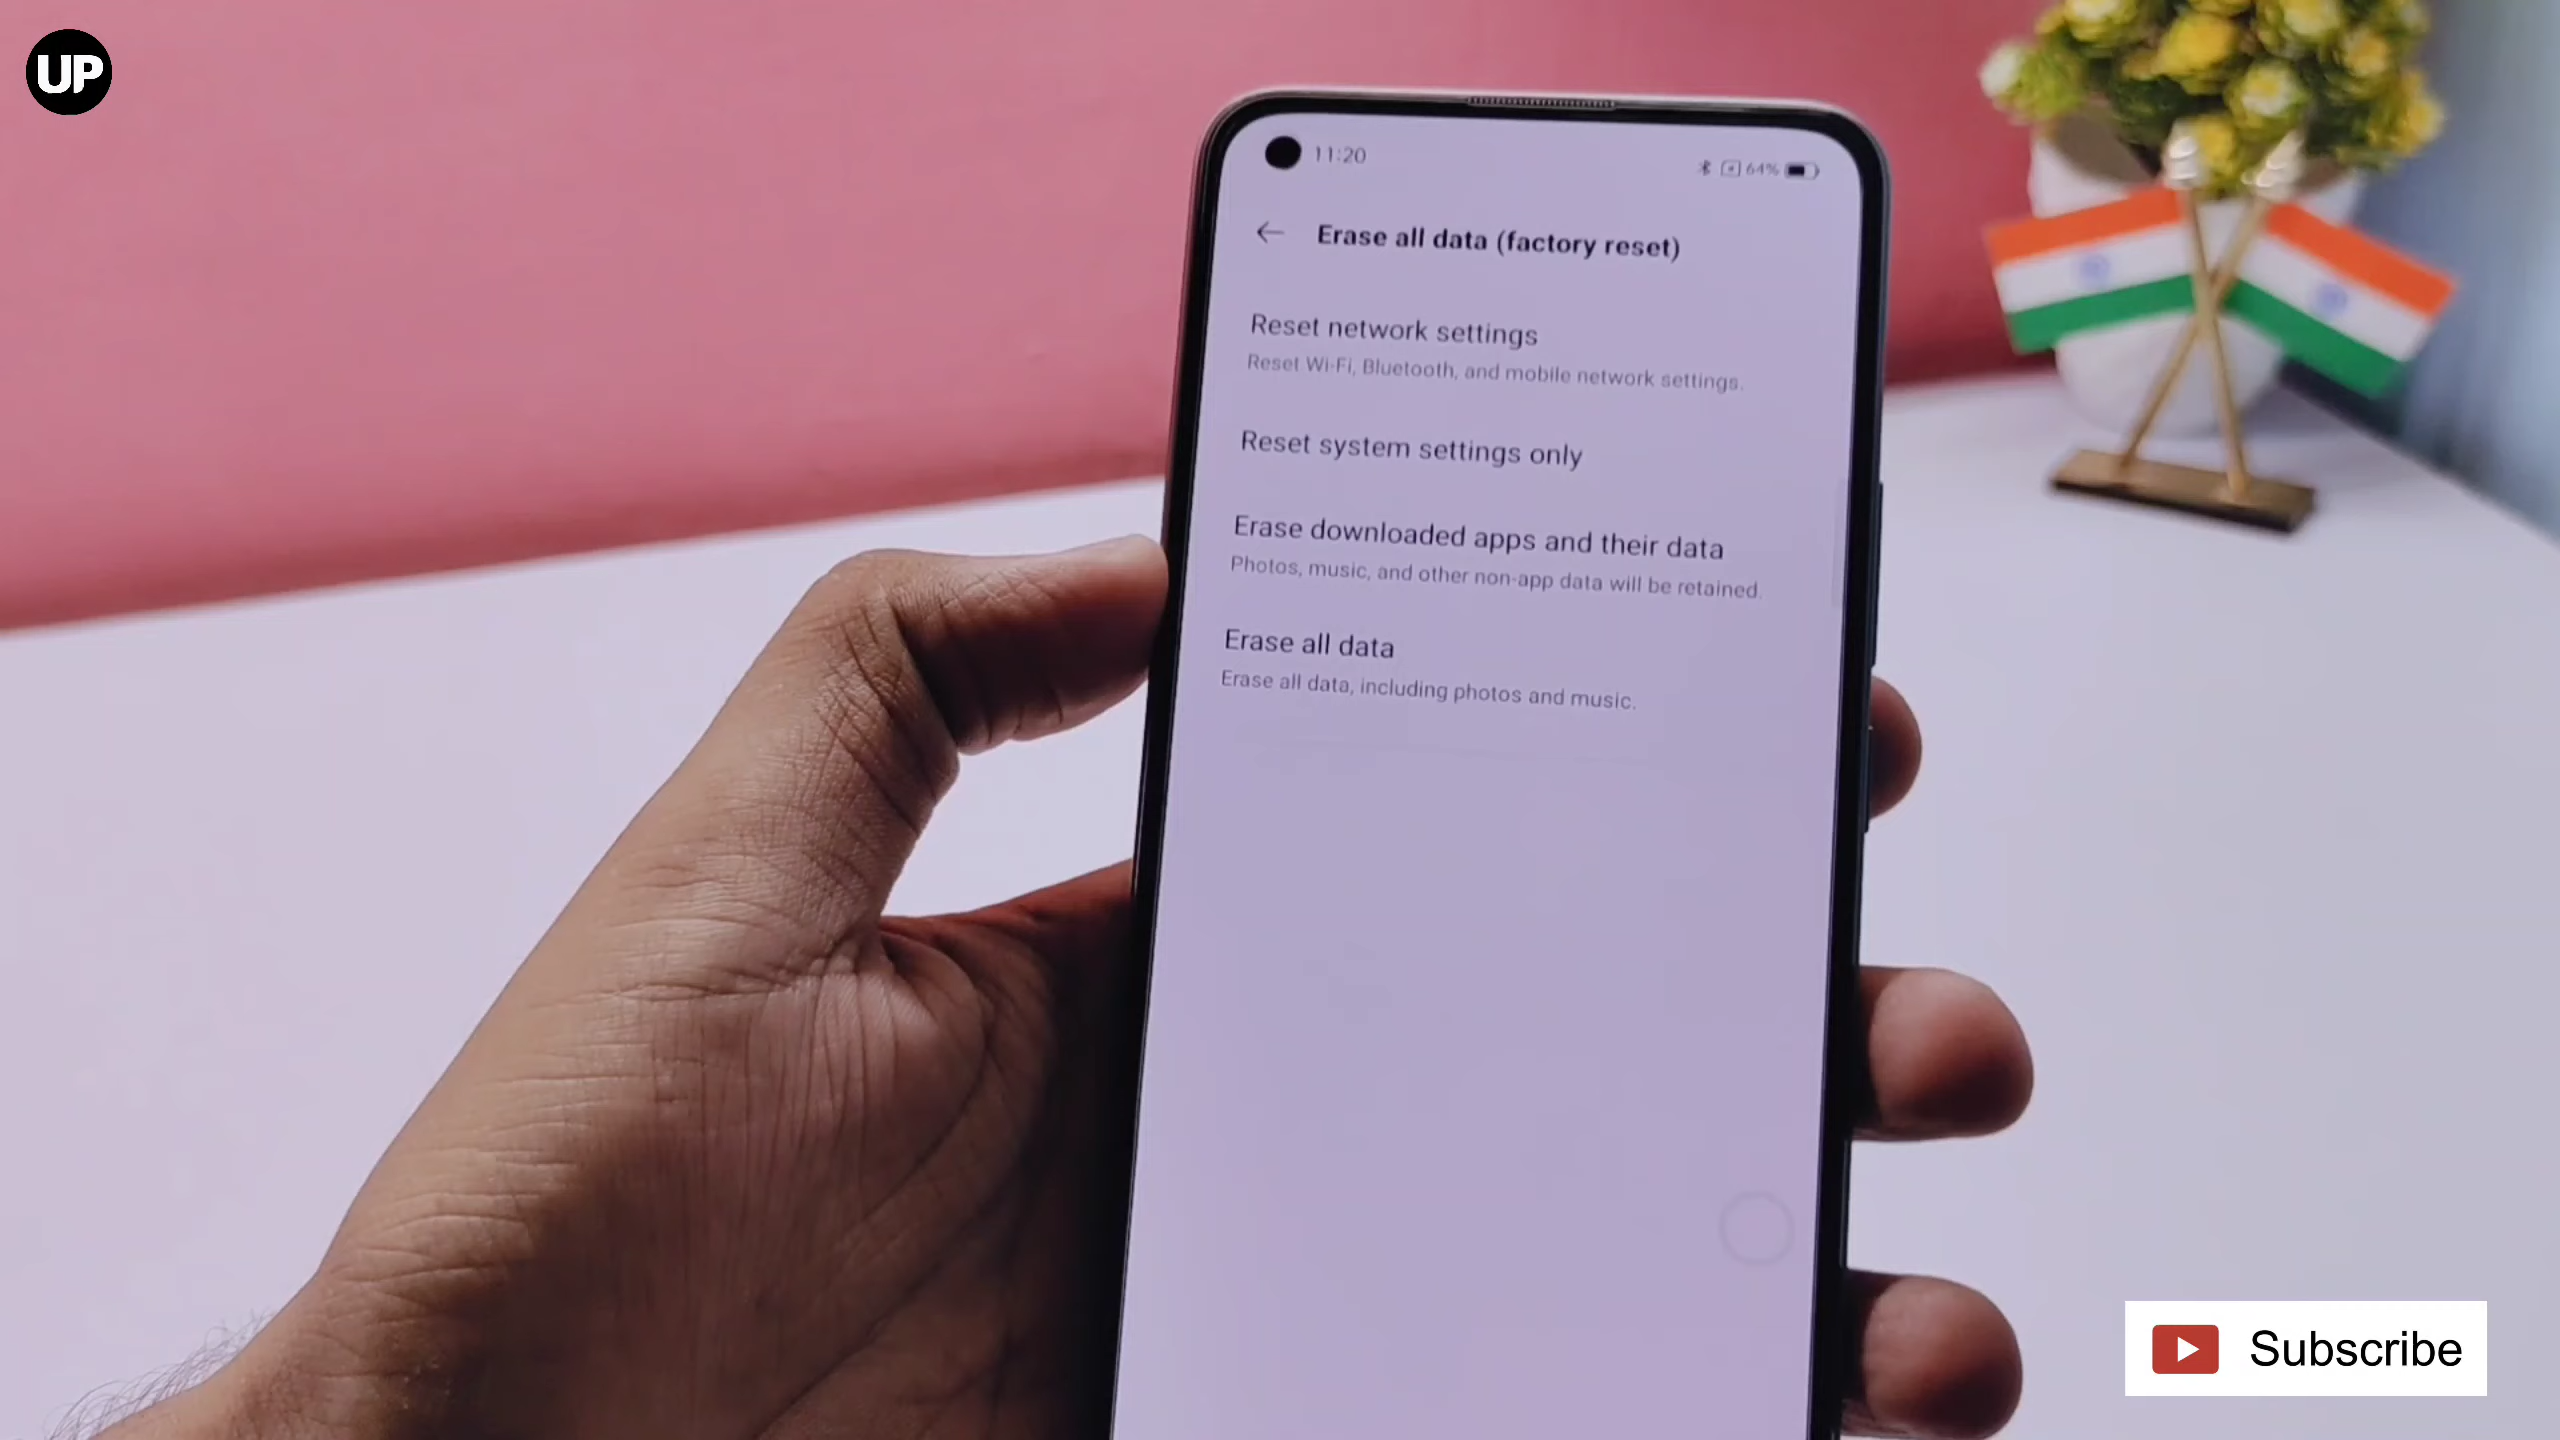 UP
11:20
64%
Erase all data (factory reset)
Reset network settings
Reset Wi-Fi, Bluetooth, and mobile network settings.
Reset system settings only
Erase downloaded apps and their data
Photos, music, and other non-app data will be retained.
Erase all data
Erase all data, including photos and music.
Subscribe